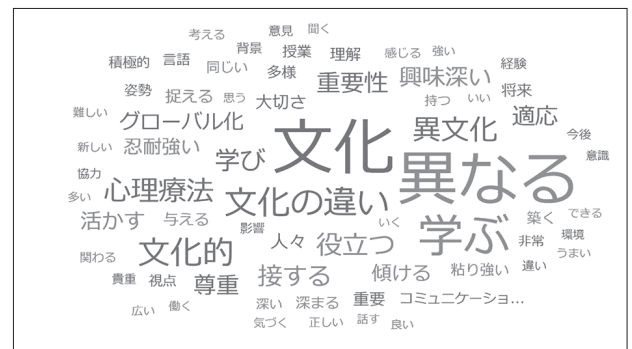 考える 意見 聞く
背景 授業 理解 感じる 強い
積極的 言語 同じい 多様 重要性 興味深い 経験
姿勢 捉える 思う 大切さ 持つ いい 将来
難しい グローバル化 文化 異文化 適応 今後
新しい 忍耐強い 学び 異なる 意識
協力
多い 心理療法 文化の違い
活かす 与える 影響 いく 学ぶ 築く できる
関わる 文化的 人々 役立つ 非常 環境
うまい
貴重 視点 尊重 接する 傾ける 粘り強い 違い
広い 働く 深い 深まる 重要 コミュニケーショ…
気づく 正しい 話す 良い